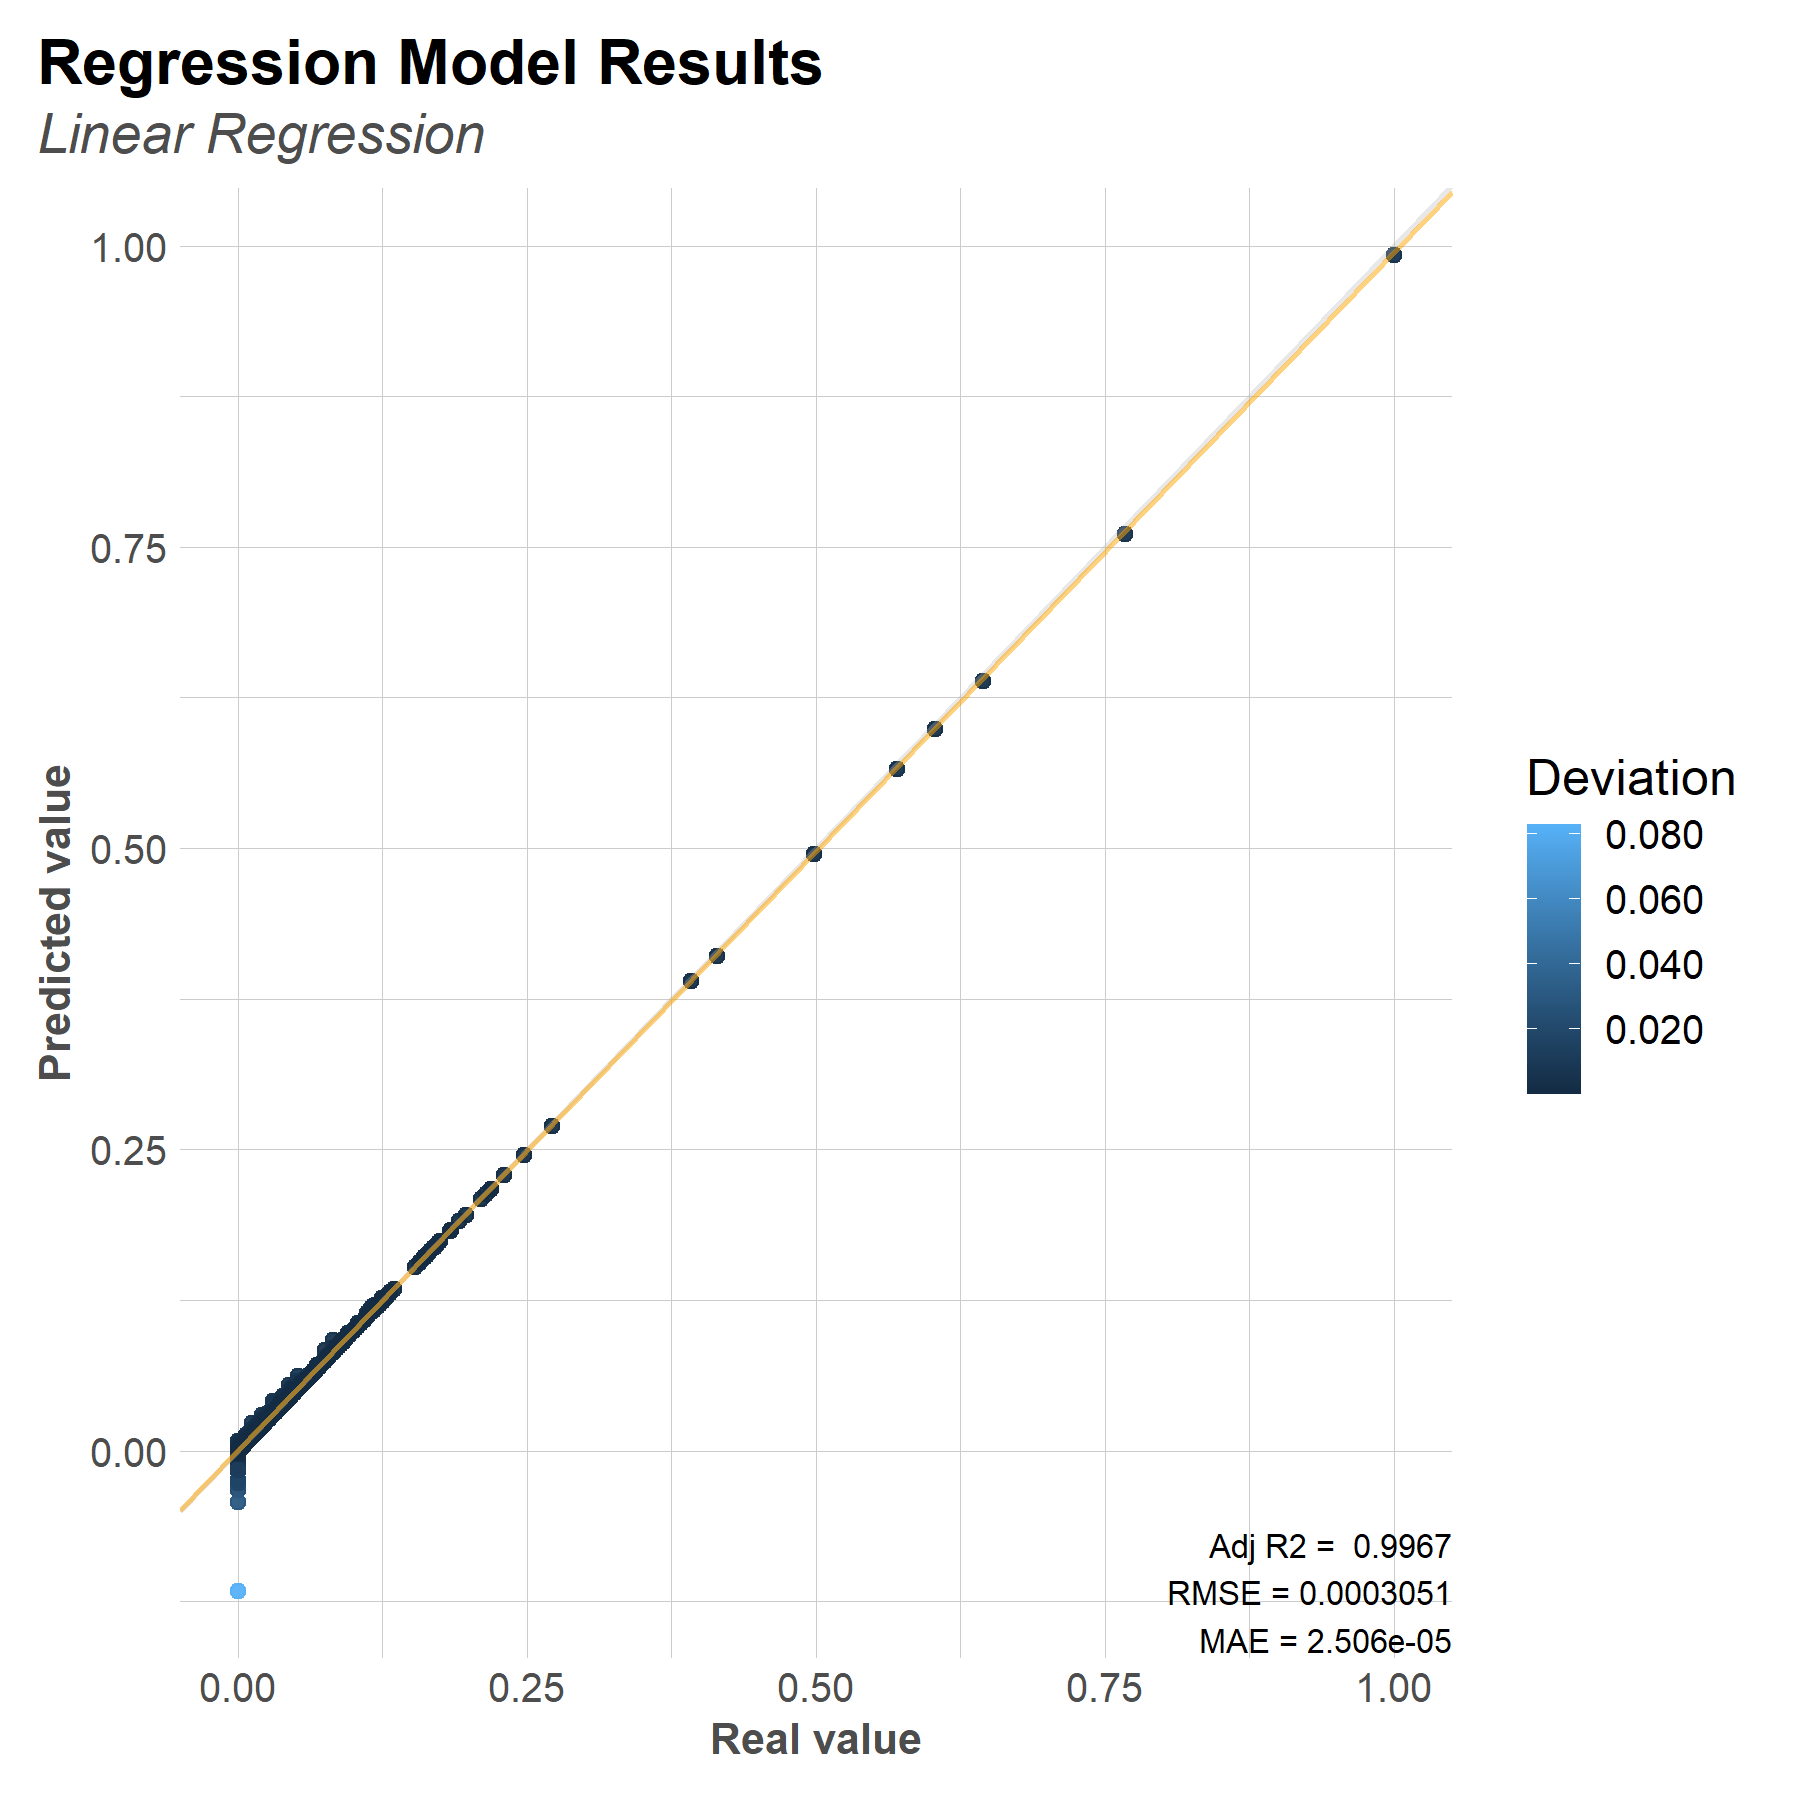 Regression Model Results
Linear Regression
1.00
0.75
0.50
0.25
0.00
Predicted value
0.00 0.25 0.50 0.75 1.00
Real value
Adj R2 =  0.9967
RMSE = 0.0003051
MAE = 2.506e-05
Deviation
0.080
0.060
0.040
0.020